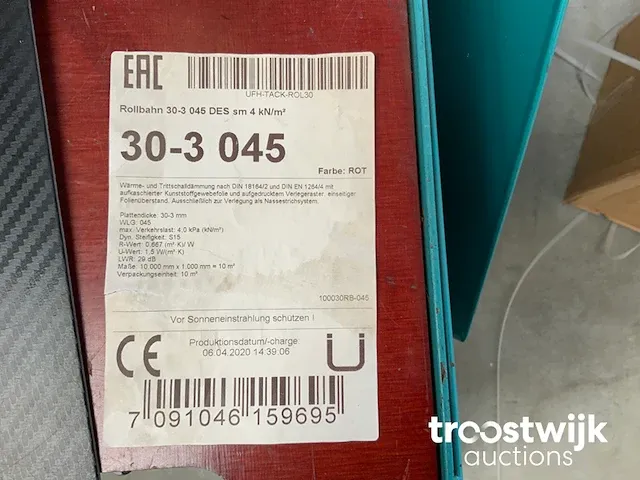 EAC
UFH-TACK-ROL30
Rollbahn 30-3 045 DES sm 4 kN/m²
30-3 045
Farbe: ROT
Wärme- und Trittschalldämmung nach DIN 18164/2 und DIN EN 1264/4 mit
aufkaschierter Kunststoffgewebefolie und aufgedrucktem Verlegeraster, einseitiger
Folienüberstand. Ausschließlich zur Verlegung als Nassestrichsystem.
Plattendicke: 30-3 mm
WLG: 045
max. Verkehrslast: 4,0 kPa (kN/m²)
Dyn. Steifigkeit: S15
R-Wert: 0,667 (m² K)/ W
U-Wert: 1,5 W/(m² K)
LWR: 29 dB
Maße: 10.000 mm x 1.000 mm = 10 m²
Verpackungseinheit: 10 m²
100030RB-045
Vor Sonneneinstrahlung schützen !
CE
Produktionsdatum/-charge:
06.04.2020 14:39:06
Ü
7 091046 159695
troostwijk
auctions